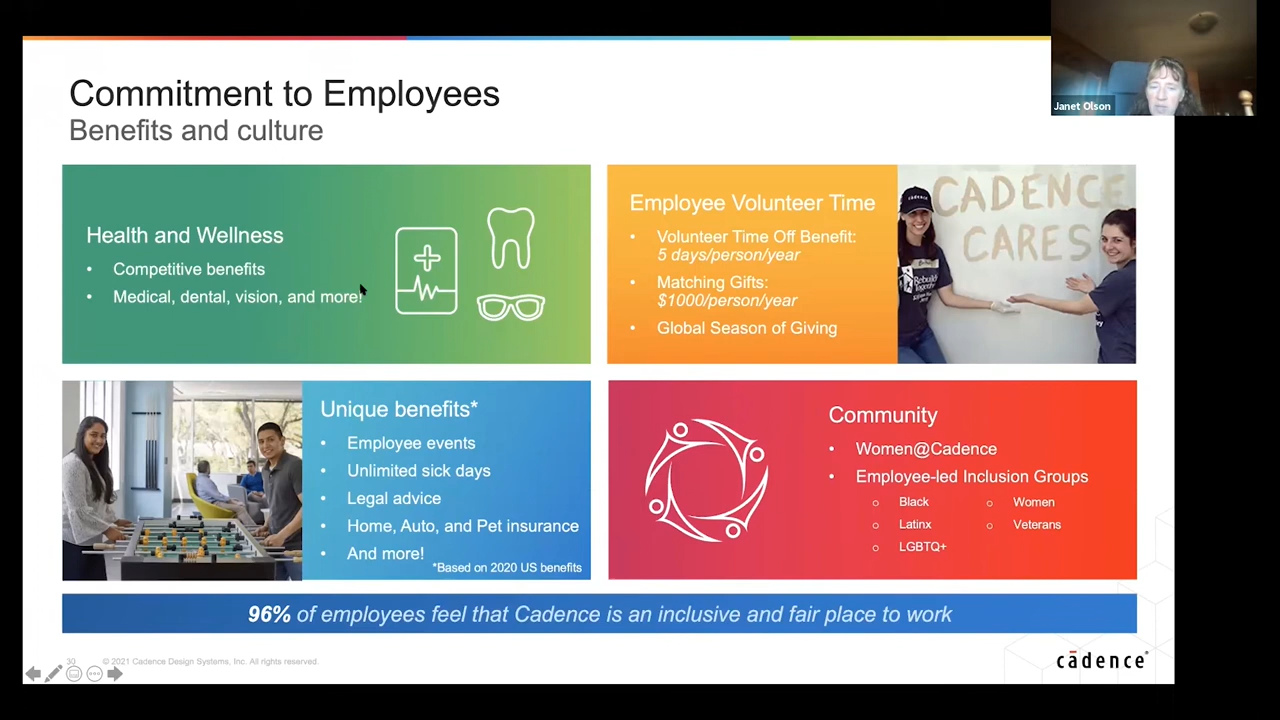 Commitment to Employees
Benefits and culture
Janet Olson
Health and Wellness
• Competitive benefits
• Medical, dental, vision, and more!
Employee Volunteer Time
• Volunteer Time Off Benefit:
5 days/person/year
• Matching Gifts:
$1000/person/year
• Global Season of Giving
cadence
CADENCE
CARES
Rebuilding
Together
Unique benefits*
• Employee events
• Unlimited sick days
• Legal advice
• Home, Auto, and Pet insurance
• And more!
*Based on 2020 US benefits
Community
• Women@Cadence
• Employee-led Inclusion Groups
○ Black
○ Latinx
○ LGBTQ+
○ Women
○ Veterans
96% of employees feel that Cadence is an inclusive and fair place to work
30
© 2021 Cadence Design Systems, Inc. All rights reserved.
cādence®